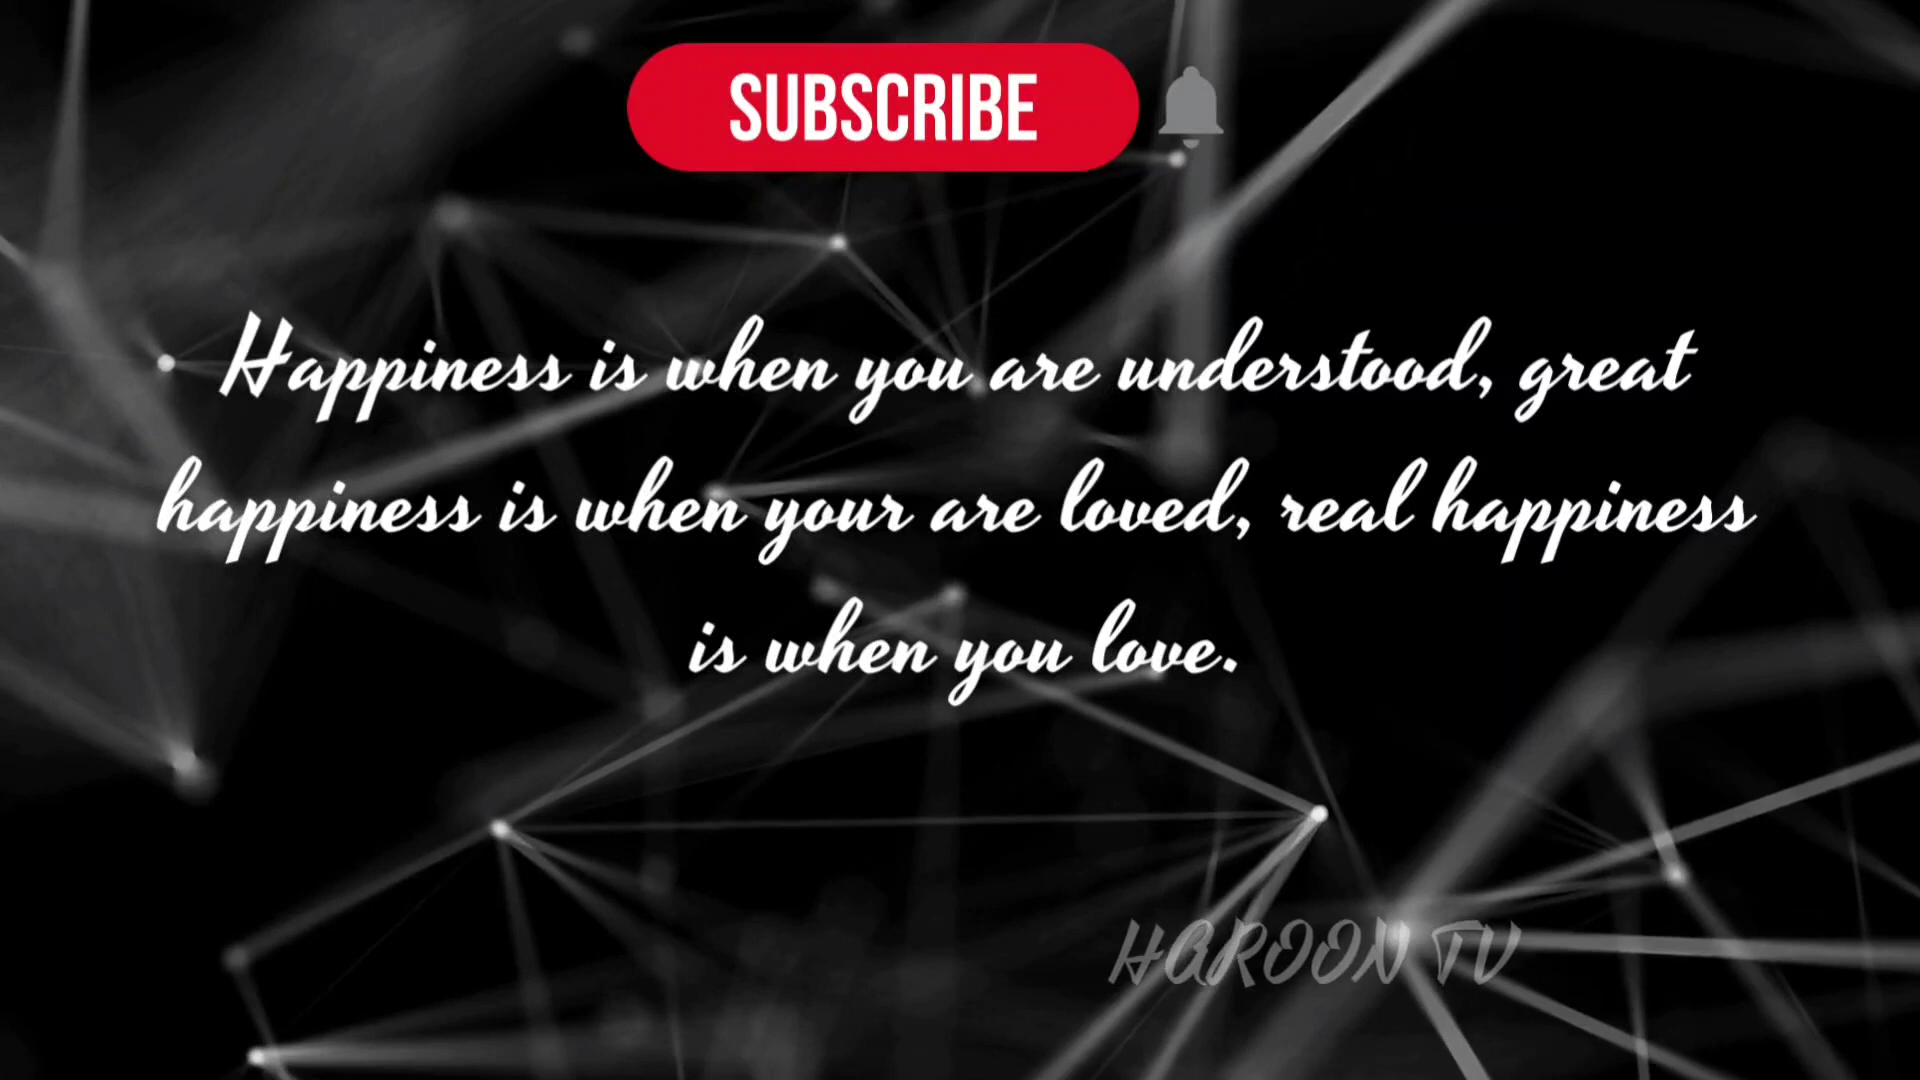 SUBSCRIBE
Happiness is when you are understood, great
happiness is when your are loved, real happiness
is when you love.
HAROON TV